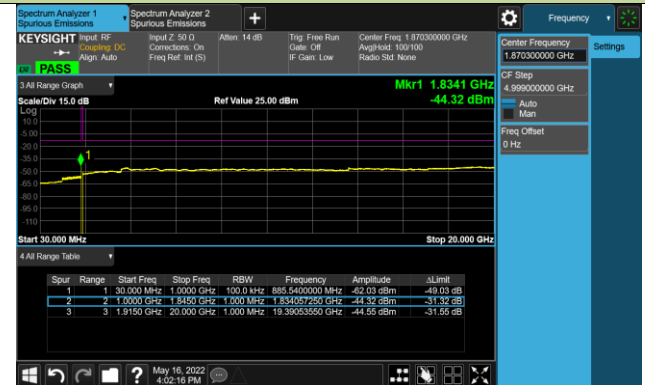 Spectrum Analyzer 1
Spurious Emissions
Spectrum Analyzer 2
Spurious Emissions
Frequency
KEYSIGHT
Input: RF
Coupling: DC
Align: Auto
Input Z: 50 Ω
Corrections: On
Freq Ref: Int (S)
Atten: 14 dB
Trig: Free Run
Gate: Off
IF Gain: Low
Center Freq: 1.870300000 GHz
Avg|Hold: 100/100
Radio Std: None
PASS
Center Frequency
1.870300000 GHz
Settings
CF Step
4.999000000 GHz
Auto
Man
Freq Offset
0 Hz
3 All Range Graph
Mkr1 1.8341 GHz
Scale/Div 15.0 dB
Ref Value 25.00 dBm
-44.32 dBm
Log
10.0
-5.00
-20.0
-35.0
-50.0
-65.0
-80.0
-95.0
-110
1
Start 30.000 MHz
Stop 20.000 GHz
4 All Range Table
Spur Range Start Freq Stop Freq RBW Frequency Amplitude ΔLimit
1 1 30.000 MHz 1.0000 GHz 100.0 kHz 885.5400000 MHz -62.03 dBm -49.03 dB
2 2 1.0000 GHz 1.8450 GHz 1.000 MHz 1.834057250 GHz -44.32 dBm -31.32 dB
3 3 1.9150 GHz 20.000 GHz 1.000 MHz 19.39053550 GHz -44.55 dBm -31.55 dB
?
May 16, 2022
4:02:16 PM